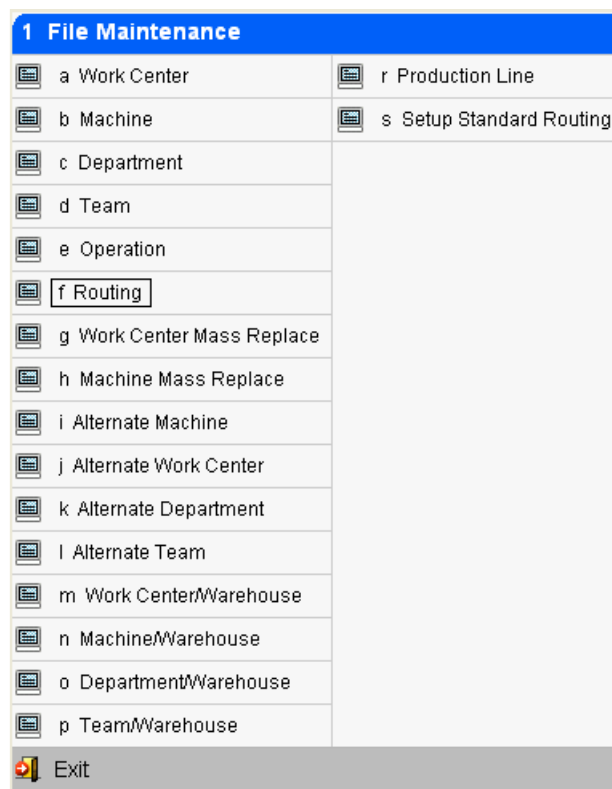 1 File Maintenance
a Work Center
b Machine
c Department
d Team
e Operation
f Routing
g Work Center Mass Replace
h Machine Mass Replace
i Alternate Machine
j Alternate Work Center
k Alternate Department
l Alternate Team
m Work Center/Warehouse
n Machine/Warehouse
o Department/Warehouse
p Team/Warehouse
r Production Line
s Setup Standard Routing
Exit